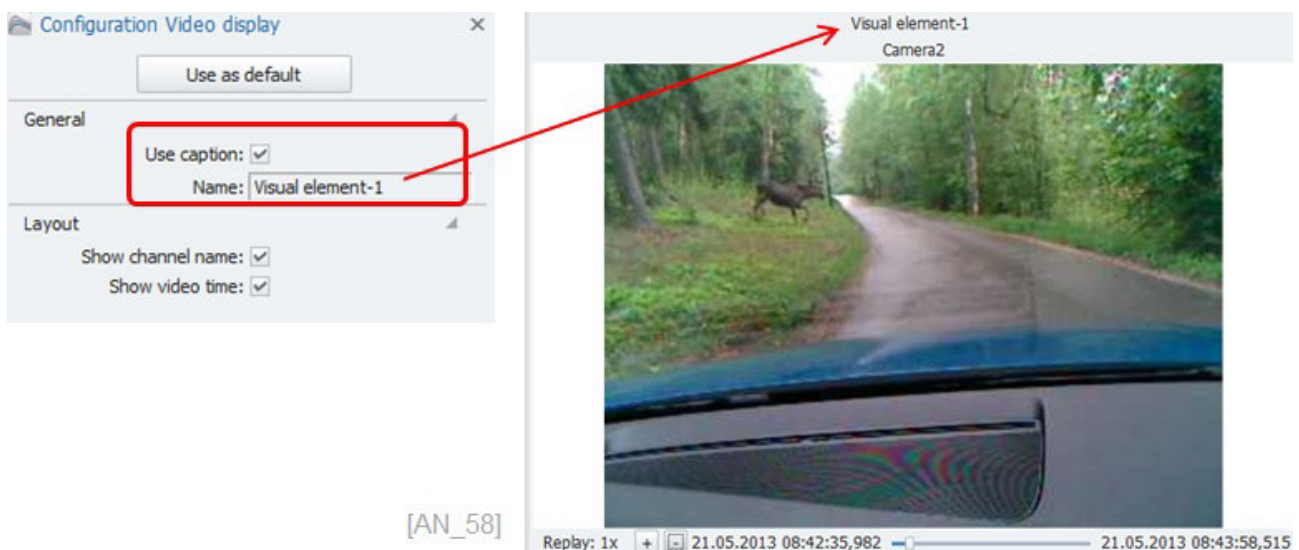 Configuration Video display
Use as default
General
Use caption:
Name: Visual element-1
Layout
Show channel name:
Show video time:
[AN_58]
Visual element-1
Camera2
Replay: 1x + - 21.05.2013 08:42:35,982 21.05.2013 08:43:58,515